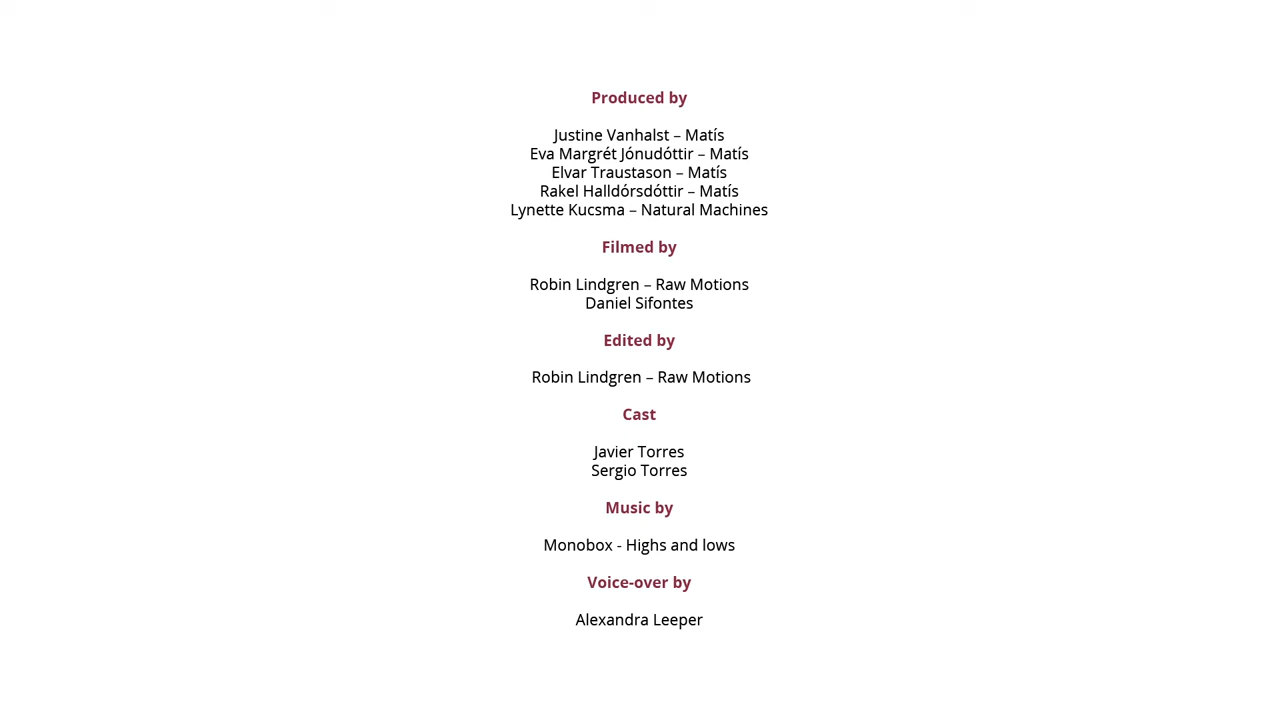 Produced by
Justine Vanhalst – Matís
Eva Margrét Jónudóttir – Matís
Elvar Traustason – Matís
Rakel Halldórsdóttir – Matís
Lynette Kucsma – Natural Machines
Filmed by
Robin Lindgren – Raw Motions
Daniel Sifontes
Edited by
Robin Lindgren – Raw Motions
Cast
Javier Torres
Sergio Torres
Music by
Monobox - Highs and lows
Voice-over by
Alexandra Leeper